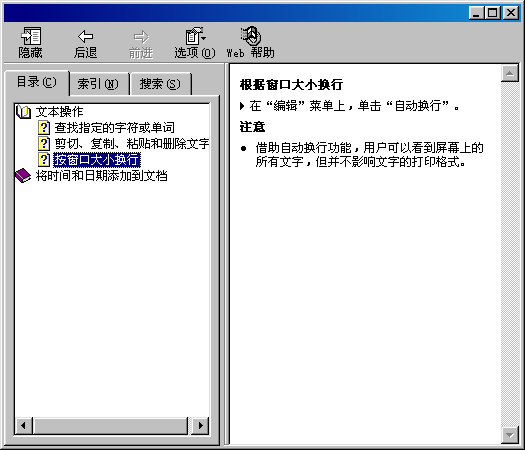 隐藏 后退 前进 选项(O) Web 帮助
目录(C) 索引(N) 搜索(S)
文本操作
查找指定的字符或单词
剪切、复制、粘贴和删除文字
按窗口大小换行
将时间和日期添加到文档
根据窗口大小换行
在“编辑”菜单上，单击“自动换行”。
注意
• 借助自动换行功能，用户可以看到屏幕上的
所有文字，但并不影响文字的打印格式。